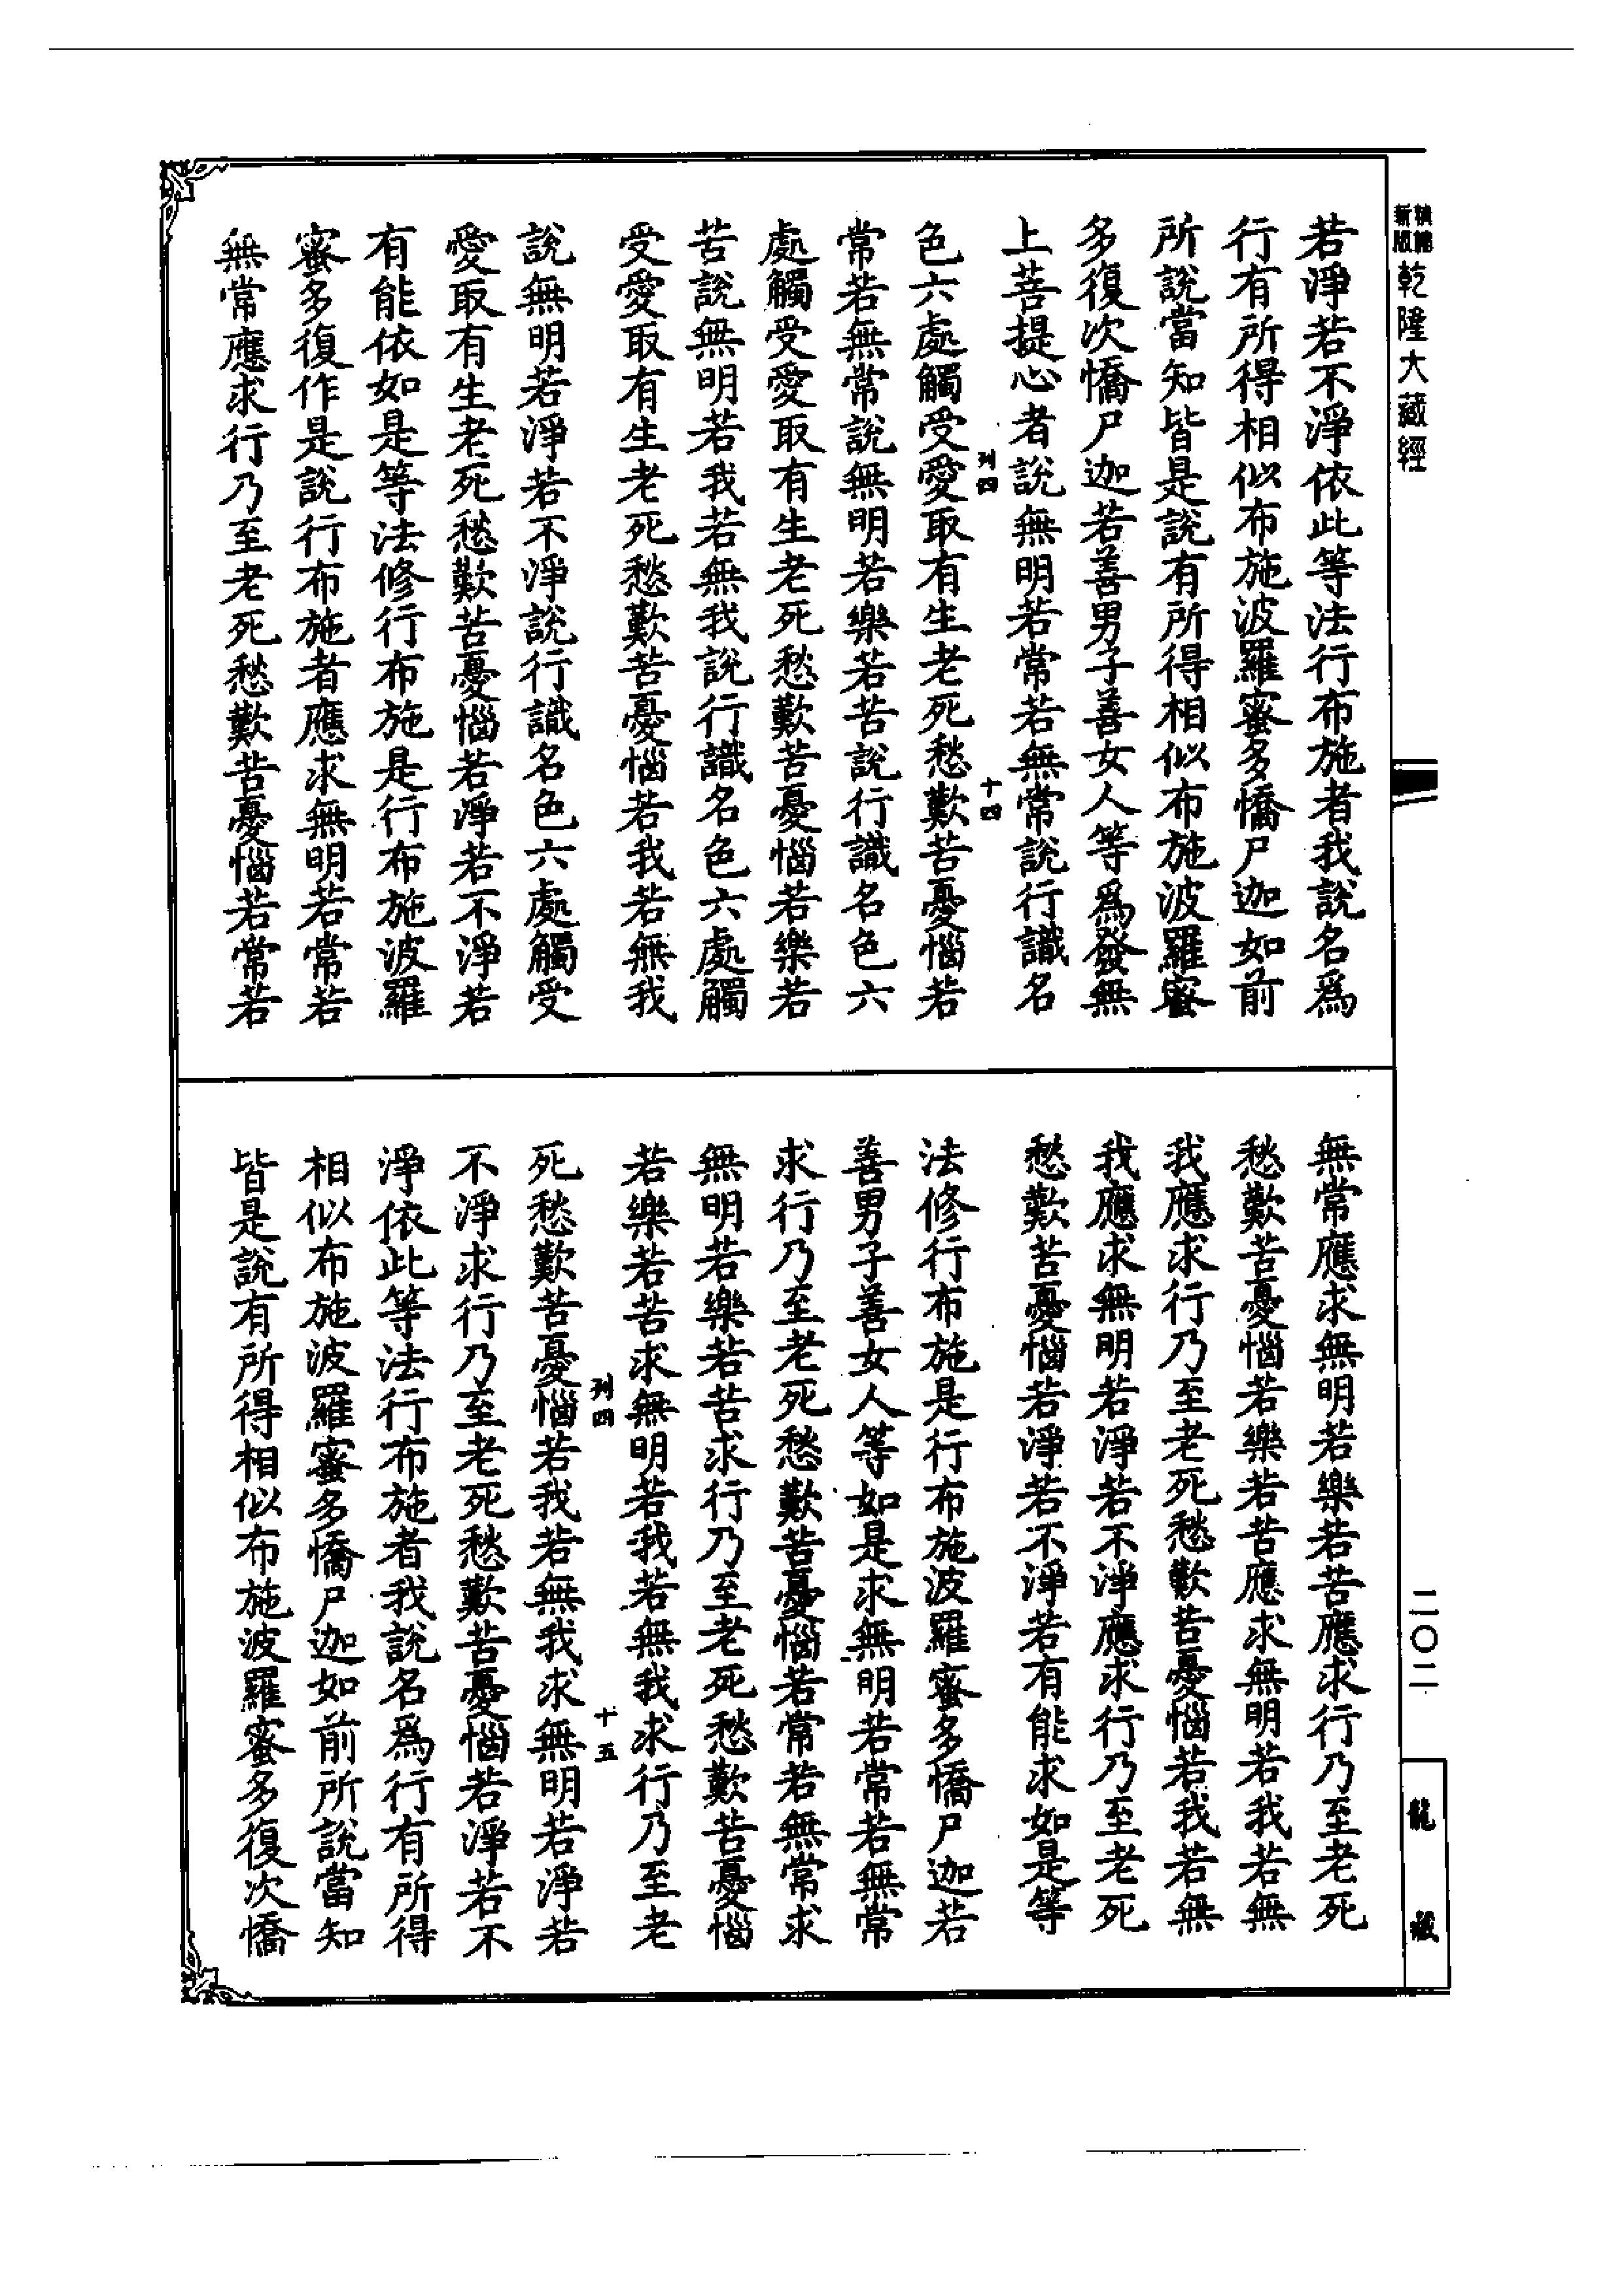 新版
乾隆大藏經
若淨若不淨依此等法行布施者我說名為
行有所得相似布施波羅蜜多憍尸迦如前
所說當知皆是說有所得相似布施波羅蜜
多復次憍尸迦若善男子善女人等為發無
上菩提心者說無明若常若無常說行識名
列四
十四
色六處觸受愛取有生老死愁歎苦憂惱若
常若無常說無明若樂若苦說行識名色六
處觸受愛取有生老死愁歎苦憂惱若樂若
苦說無明若我若無我說行識名色六處觸
受愛取有生老死愁歎苦憂惱若我若無我
說無明若淨若不淨說行識名色六處觸受
愛取有生老死愁歎苦憂惱若淨若不淨若
有能依如是等法修行布施是行布施波羅
蜜多復作是說行布施者應求無明若常若
無常應求行乃至老死愁歎苦憂惱若常若
無常應求無明若樂若苦應求行乃至老死
愁歎苦憂惱若樂若苦應求無明若我若無
我應求行乃至老死愁歎苦憂惱若我若無
我應求無明若淨若不淨應求行乃至老死
愁歎苦憂惱若淨若不淨若有能求如是等
法修行布施是行布施波羅蜜多憍尸迦若
善男子善女人等如是求無明若常若無常
求行乃至老死愁歎苦憂惱若常若無常求
無明若樂若苦求行乃至老死愁歎苦憂惱
若樂若苦求無明若我若無我求行乃至老
列四
十五
死愁歎苦憂惱若我若無我求無明若淨若
不淨求行乃至老死愁歎苦憂惱若淨若不
淨依此等法行布施者我說名為行有所得
相似布施波羅蜜多憍尸迦如前所說當知
皆是說有所得相似布施波羅蜜多復次憍
二〇二
龍藏